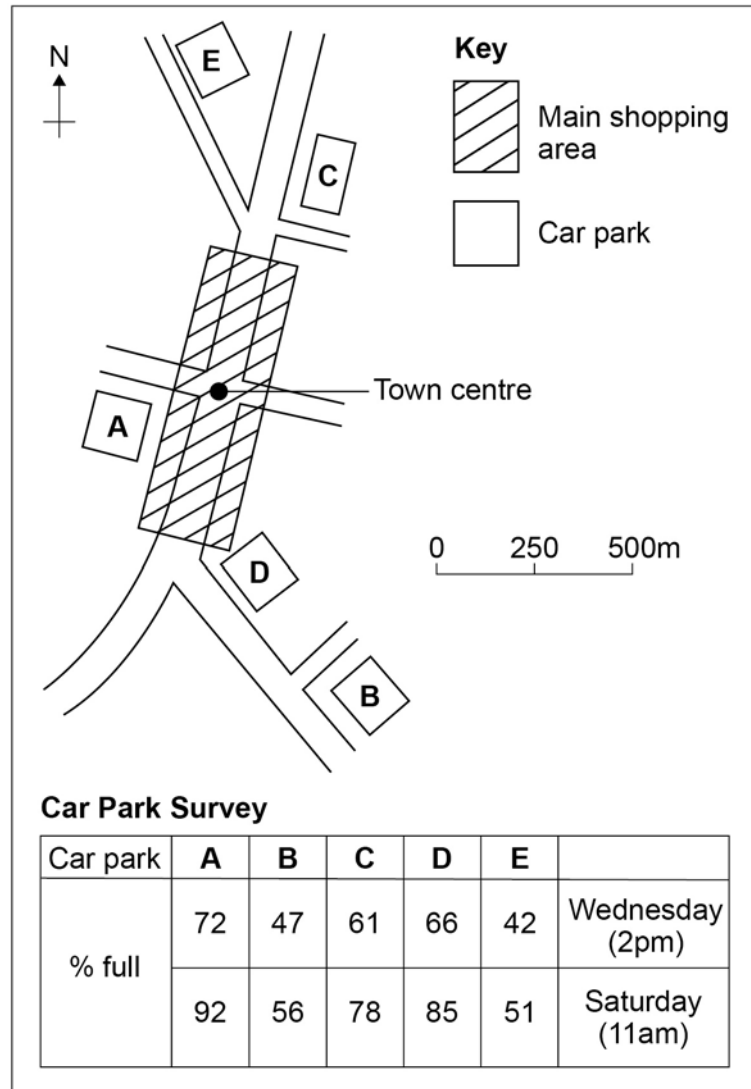 N
E
Key
Main shopping
area
C
Car park
Town centre
A
0 250 500m
D
B
Car Park Survey
Car park A B C D E
% full
72 47 61 66 42 Wednesday
(2pm)
92 56 78 85 51 Saturday
(11am)